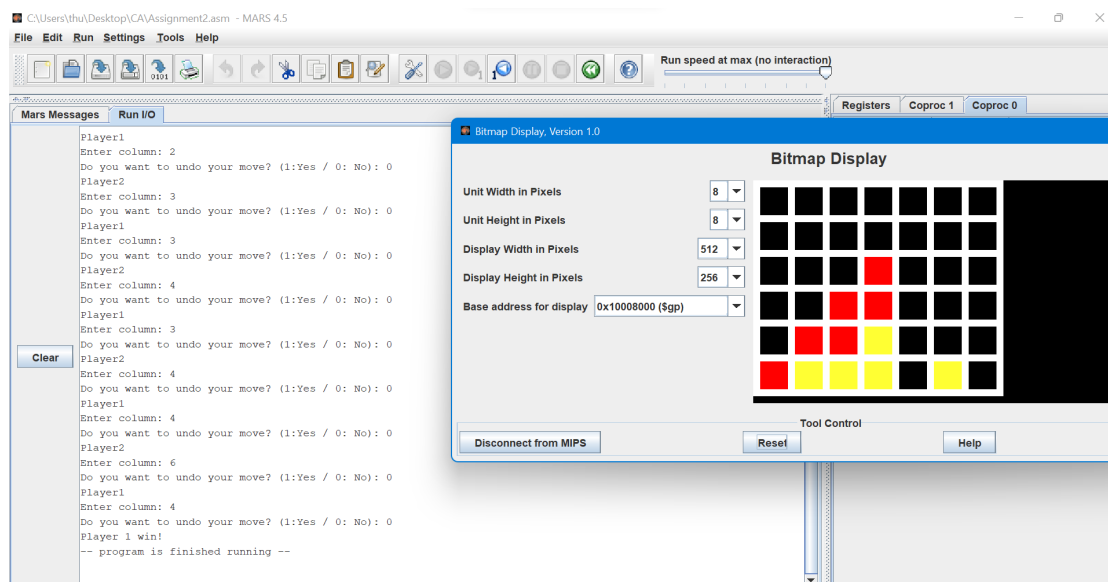 C:\Users\thu\Desktop\CA\Assignment2.asm - MARS 4.5
File Edit Run Settings Tools Help
Run speed at max (no interaction)
Mars Messages Run I/O
Registers Coproc 1 Coproc 0
Clear
Player1
Enter column: 2
Do you want to undo your move? (1:Yes / 0: No): 0
Player2
Enter column: 3
Do you want to undo your move? (1:Yes / 0: No): 0
Player1
Enter column: 3
Do you want to undo your move? (1:Yes / 0: No): 0
Player2
Enter column: 4
Do you want to undo your move? (1:Yes / 0: No): 0
Player1
Enter column: 3
Do you want to undo your move? (1:Yes / 0: No): 0
Player2
Enter column: 4
Do you want to undo your move? (1:Yes / 0: No): 0
Player1
Enter column: 4
Do you want to undo your move? (1:Yes / 0: No): 0
Player2
Enter column: 6
Do you want to undo your move? (1:Yes / 0: No): 0
Player1
Enter column: 4
Do you want to undo your move? (1:Yes / 0: No): 0
Player 1 win!
-- program is finished running --
Bitmap Display, Version 1.0
Bitmap Display
Unit Width in Pixels 8
Unit Height in Pixels 8
Display Width in Pixels 512
Display Height in Pixels 256
Base address for display 0x10008000 ($gp)
Tool Control
Disconnect from MIPS Reset Help